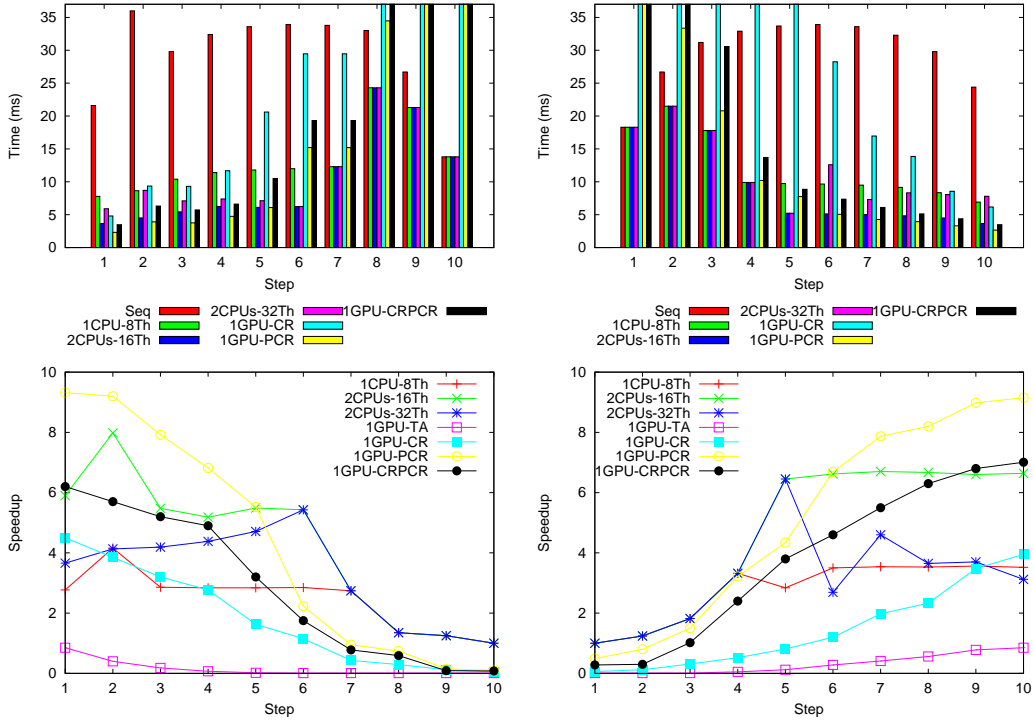 35
30
25
20
15
10
5
0
Time (ms)
1 2 3 4 5 6 7 8 9 10
Step
Seq
1CPU-8Th
2CPUs-16Th
2CPUs-32Th
1GPU-CR
1GPU-PCR
1GPU-CRPCR
35
30
25
20
15
10
5
0
Time (ms)
1 2 3 4 5 6 7 8 9 10
Step
Seq
1CPU-8Th
2CPUs-16Th
2CPUs-32Th
1GPU-CR
1GPU-PCR
1GPU-CRPCR
10
8
6
4
2
0
Speedup
1 2 3 4 5 6 7 8 9 10
Step
1CPU-8Th
2CPUs-16Th
2CPUs-32Th
1GPU-TA
1GPU-CR
1GPU-PCR
1GPU-CRPCR
10
8
6
4
2
0
Speedup
1 2 3 4 5 6 7 8 9 10
Step
1CPU-8Th
2CPUs-16Th
2CPUs-32Th
1GPU-TA
1GPU-CR
1GPU-PCR
1GPU-CRPCR